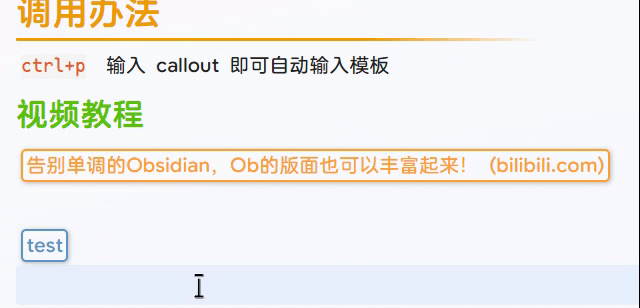 调用办法
ctrl+p 输入 callout 即可自动输入模板
视频教程
告别单调的Obsidian，Ob的版面也可以丰富起来！（bilibili.com）
test